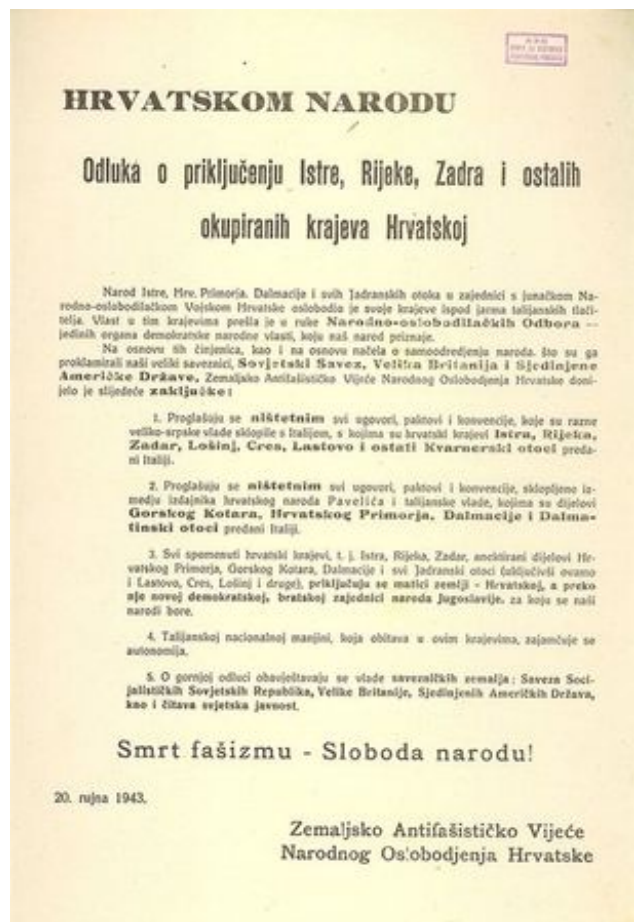 HRVATSKOM NARODU
Odluka o priključenju Istre, Rijeke, Zadra i ostalih
okupiranih krajeva Hrvatskoj
Narod Istre, Hrv. Primorja, Dalmacije i svih Jadranskih otoka u zajednici s junačkom Na-
rodno-oslobodilačkom Vojskom Hrvatske oslobodio je svoje krajeve ispod jarma talijanskih tlači-
telja. Vlast u tim krajevima prešla je u ruke Narodno-oslobodilačkih Odbora —
jedinih organa demokratske narodne vlasti, koju naš narod priznaje.
Na osnovu tih činjenica, kao i na osnovu načela o samoodredjenju naroda, što su ga
proklamirali naši veliki saveznici, Sovjetski Savez, Velika Britanija i Sjedinjene
Američke Države, Zemaljsko Antifašističko Vijeće Narodnog Oslobodjenja Hrvatske doni-
jelo je slijedeće zaključke:
1. Proglašuju se ništetnim svi ugovori, paktovi i konvencije, koje su razne
veliko-srpske vlade sklopile s Italijom, s kojima su hrvatski krajevi Istra, Rijeka,
Zadar, Lošinj, Cres, Lastovo i ostali Kvarnerski otoci preda-
ni Italiji.
2. Proglašuju se ništetnim svi ugovori, paktovi i konvencije, sklopljene iz-
medju izdajnika hrvatskog naroda Pavelića i talijanske vlade, kojima su dijelovi
Gorskog Kotara, Hrvatskog Primorja, Dalmacije i Dalma-
tinski otoci predani Italiji.
3. Svi spomenuti hrvatski krajevi, t. j. Istra, Rijeka, Zadar, anektirani dijelovi Hr-
vatskog Primorja, Gorskog Kotara, Dalmacije i svi Jadranski otoci (uključivši ovamo
i Lastovo, Cres, Lošinj i druge), priključuju se matici zemlji - Hrvatskoj, a preko
nje novoj demokratskoj, bratskoj zajednici naroda Jugoslavije, za koju se naši
narodi bore.
4. Talijanskoj nacionalnoj manjini, koja obitava u ovim krajevima, zajamčuje se
autonomija.
5. O gornjoj odluci obavještavaju se vlade savezničkih zemalja: Saveza Soci-
jalističkih Sovjetskih Republika, Velike Britanije, Sjedinjenih Američkih Država,
kao i čitava svjetska javnost.
Smrt fašizmu - Sloboda narodu!
20. rujna 1943.
Zemaljsko Antifašističko Vijeće
Narodnog Oslobodjenja Hrvatske